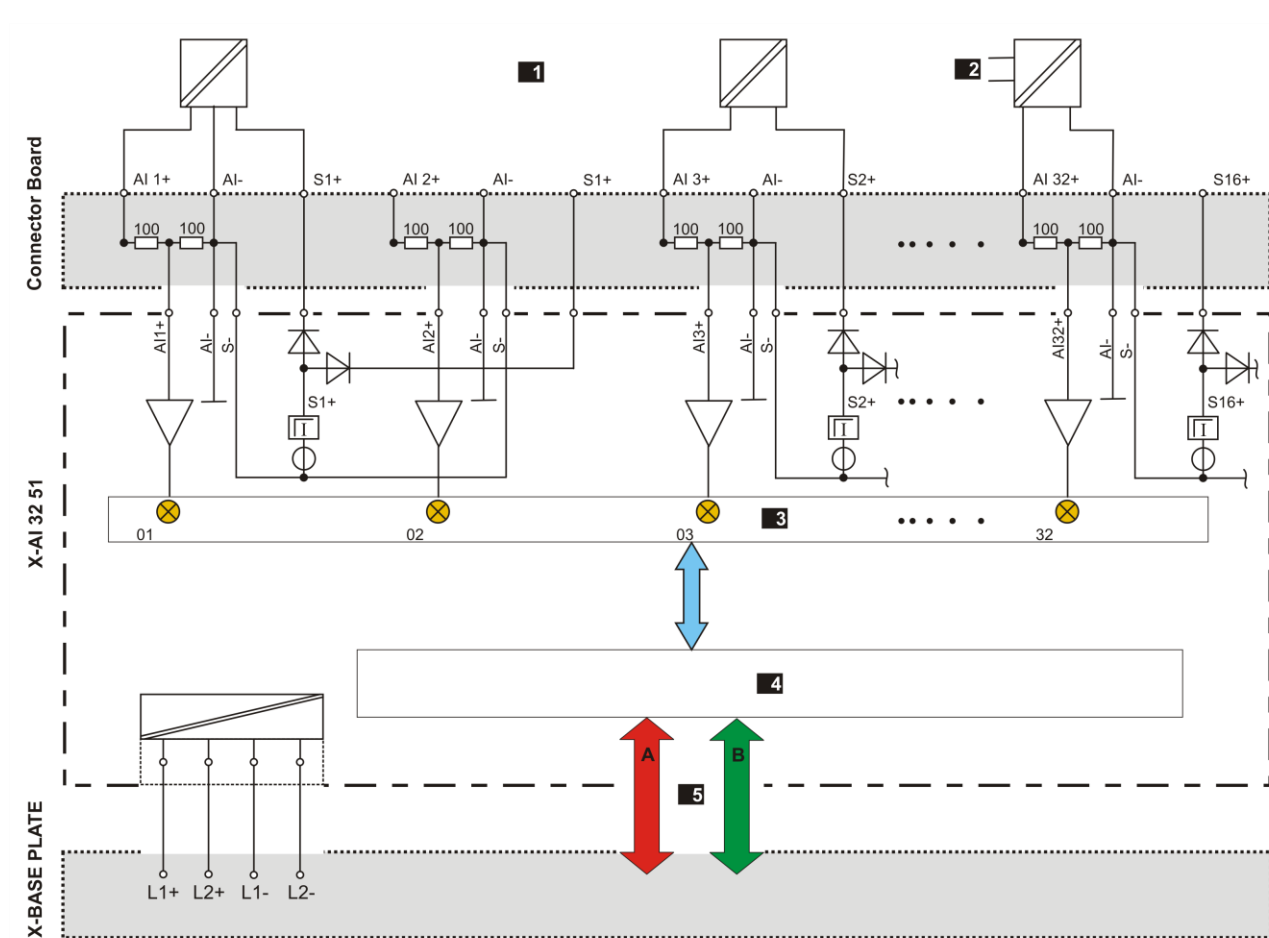 1
2
Connector Board
AI 1+ AI- S1+ AI 2+ AI- S1+ AI 3+ AI- S2+ AI 32+ AI- S16+
100 100 100 100 100 100 100 100
AI1+ AI- S- AI2+ AI- S- AI3+ AI- S- AI32+ AI- S-
S1+ S2+ S16+
I I I
X-AI 32 51
3
01 02 03 32
4
A B
5
X-BASE PLATE
L1+ L2+ L1- L2-